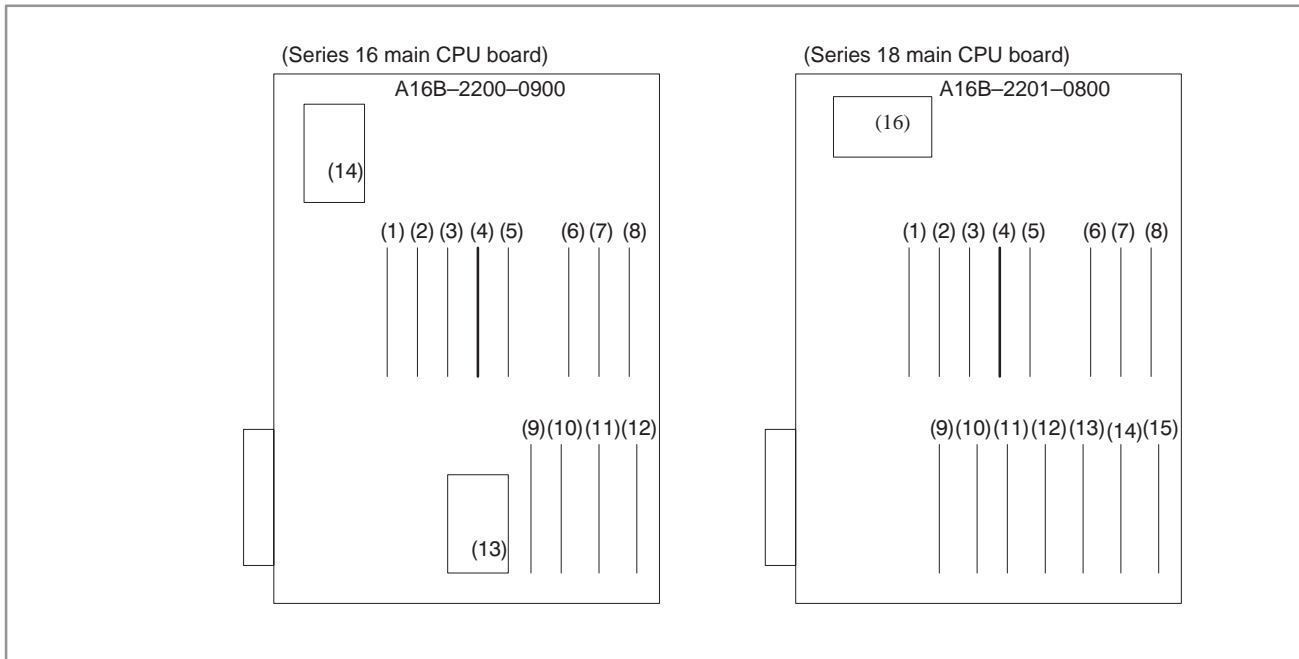 (Series 16 main CPU board)
A16B–2200–0900
(14)
(1) (2) (3) (4) (5) (6) (7) (8)
(9) (10) (11) (12)
(13)
(Series 18 main CPU board)
A16B–2201–0800
(16)
(1) (2) (3) (4) (5) (6) (7) (8)
(9) (10) (11) (12) (13) (14) (15)